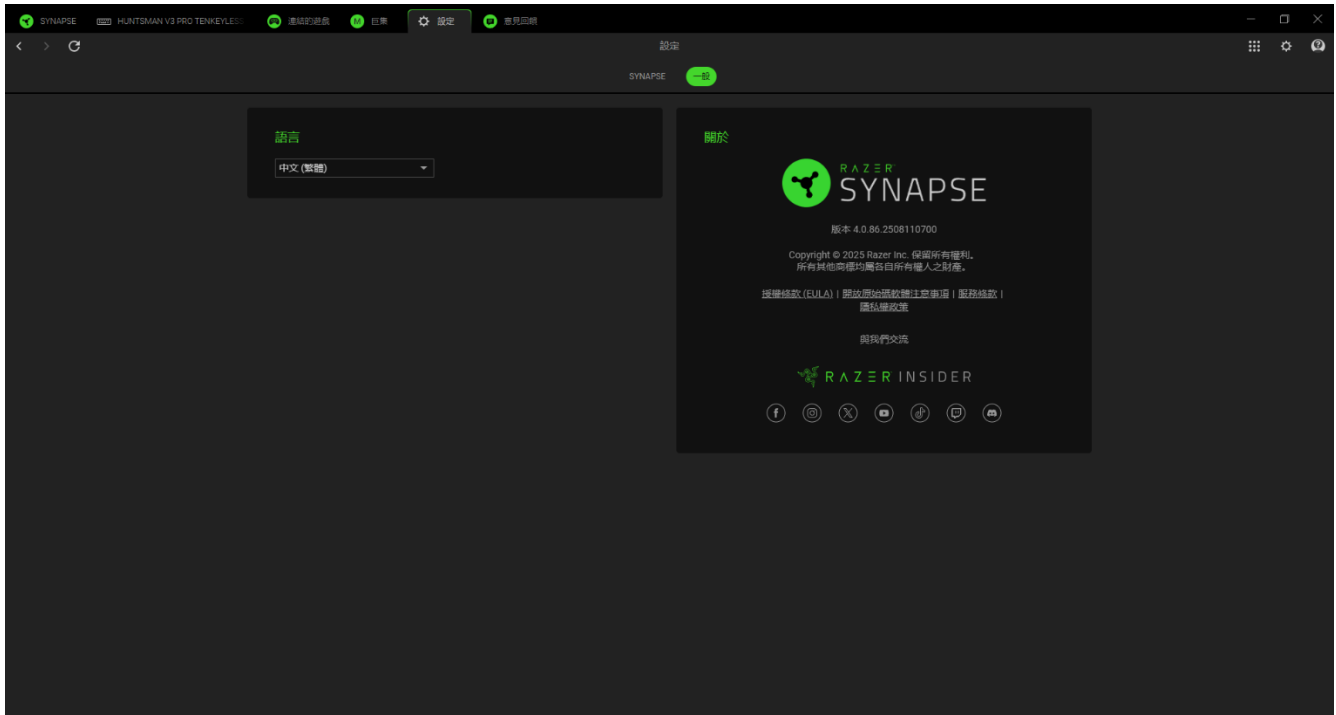 SYNAPSE
HUNTSMAN V3 PRO TENKEYLESS
連結的遊戲
巨集
設定
意見回饋
設定
SYNAPSE
一般
語言
中文 (繁體)
關於
RAZER
SYNAPSE
版本 4.0.86.2508110700
Copyright © 2025 Razer Inc. 保留所有權利。
所有其他商標均屬各自所有權人之財產。
授權條款 (EULA) | 開放原始碼軟體注意事項 | 服務條款 |
隱私權政策
與我們交流
RAZER INSIDER